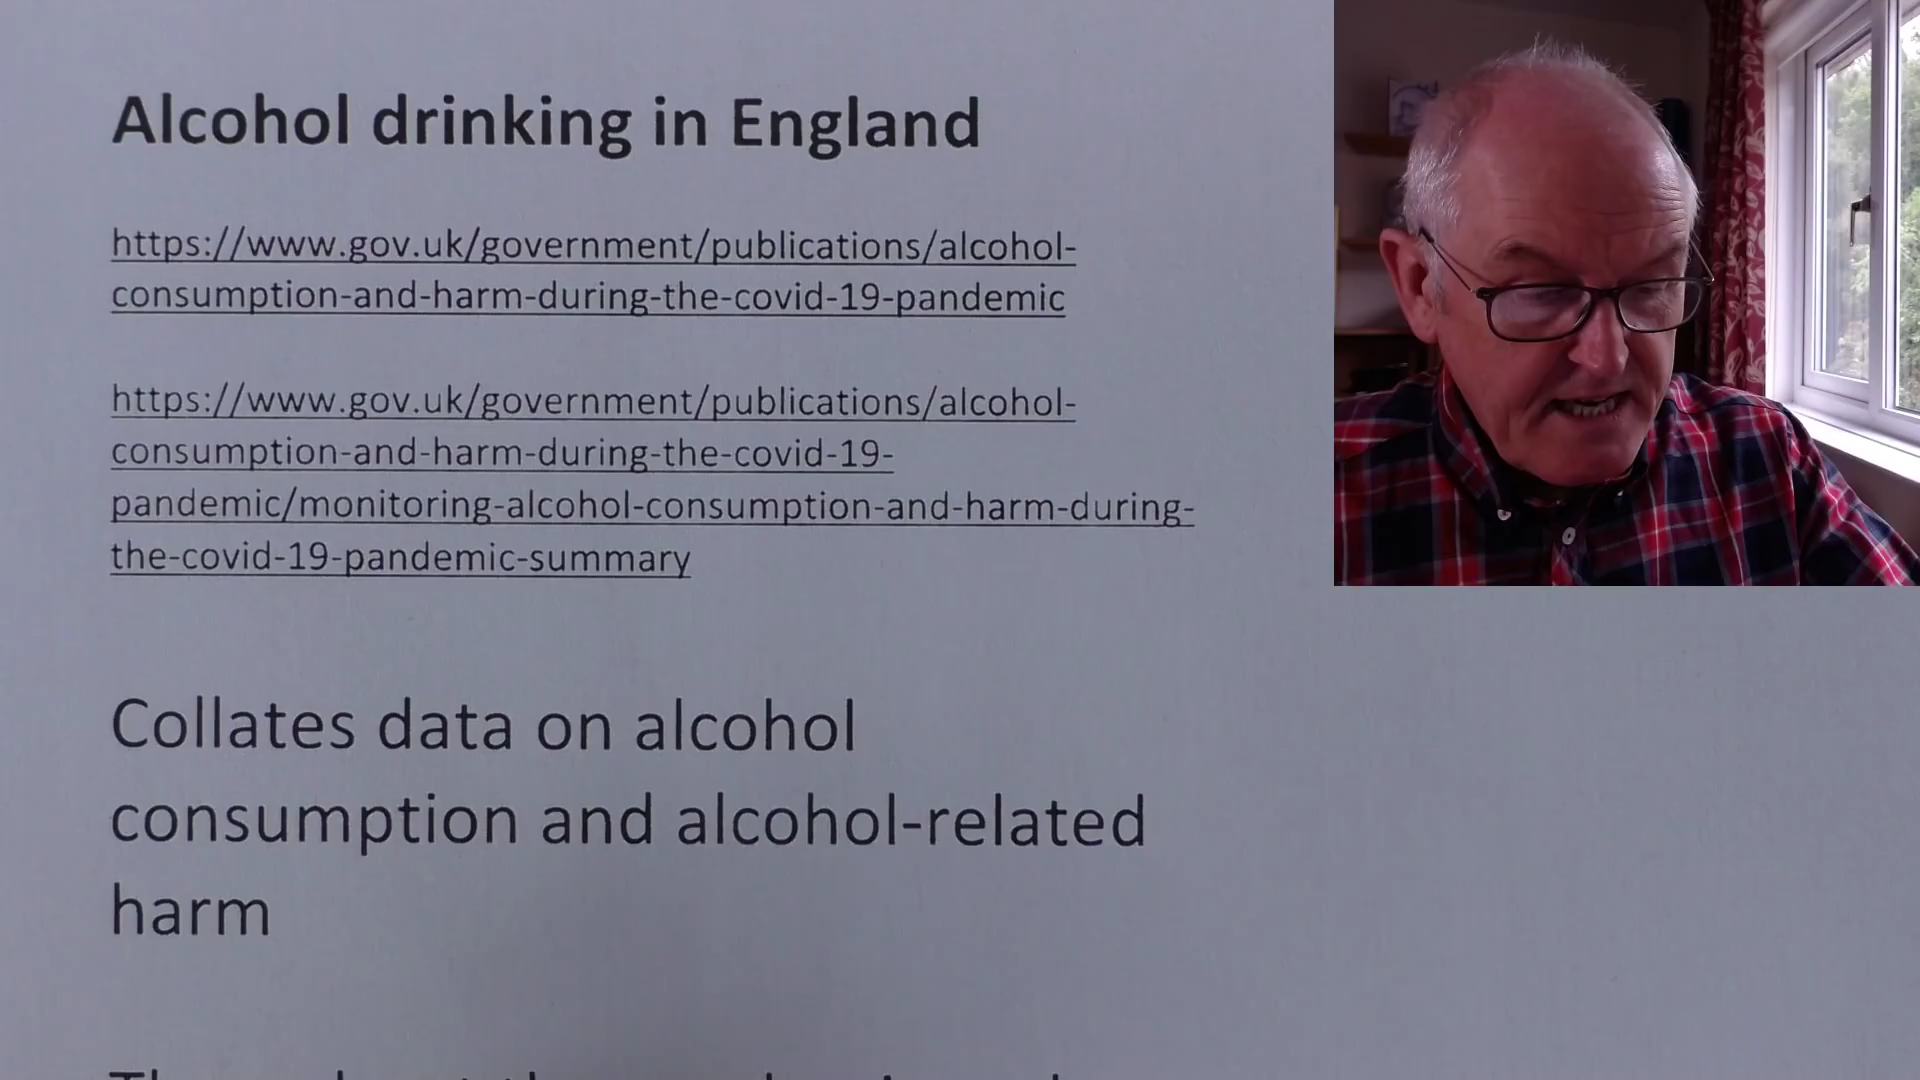 Alcohol drinking in England
https://www.gov.uk/government/publications/alcohol-
consumption-and-harm-during-the-covid-19-pandemic
https://www.gov.uk/government/publications/alcohol-
consumption-and-harm-during-the-covid-19-
pandemic/monitoring-alcohol-consumption-and-harm-during-
the-covid-19-pandemic-summary
Collates data on alcohol
consumption and alcohol-related
harm